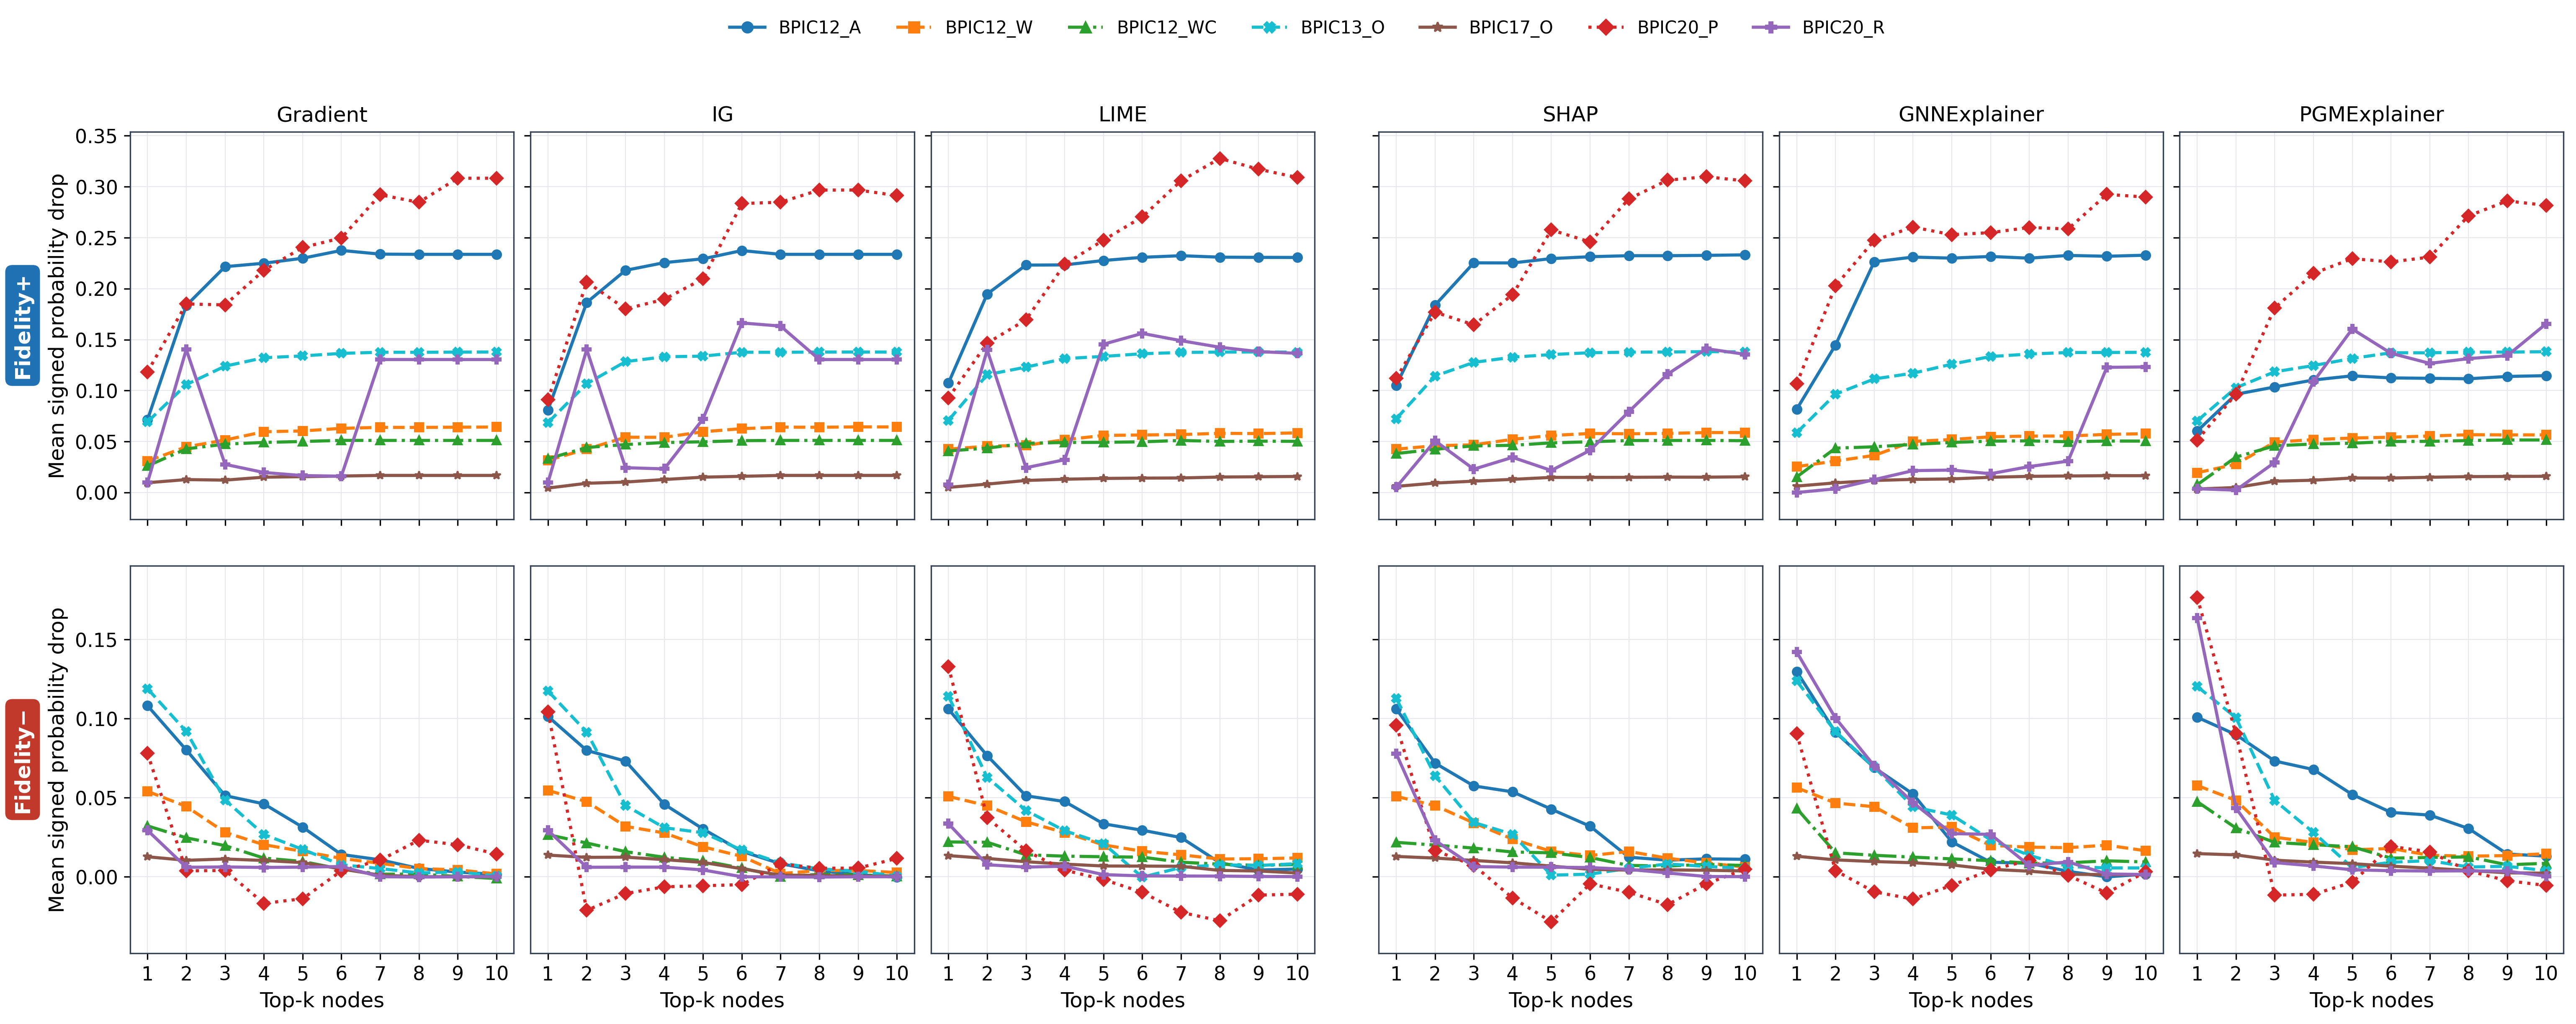 BPIC12_A BPIC12_W BPIC12_WC BPIC13_O BPIC17_O BPIC20_P BPIC20_R
Gradient IG LIME SHAP GNNExplainer PGMExplainer
Fidelity+
Mean signed probability drop
0.35
0.30
0.25
0.20
0.15
0.10
0.05
0.00
Fidelity−
Mean signed probability drop
0.15
0.10
0.05
0.00
1 2 3 4 5 6 7 8 9 10 1 2 3 4 5 6 7 8 9 10 1 2 3 4 5 6 7 8 9 10 1 2 3 4 5 6 7 8 9 10 1 2 3 4 5 6 7 8 9 10 1 2 3 4 5 6 7 8 9 10
Top-k nodes Top-k nodes Top-k nodes Top-k nodes Top-k nodes Top-k nodes